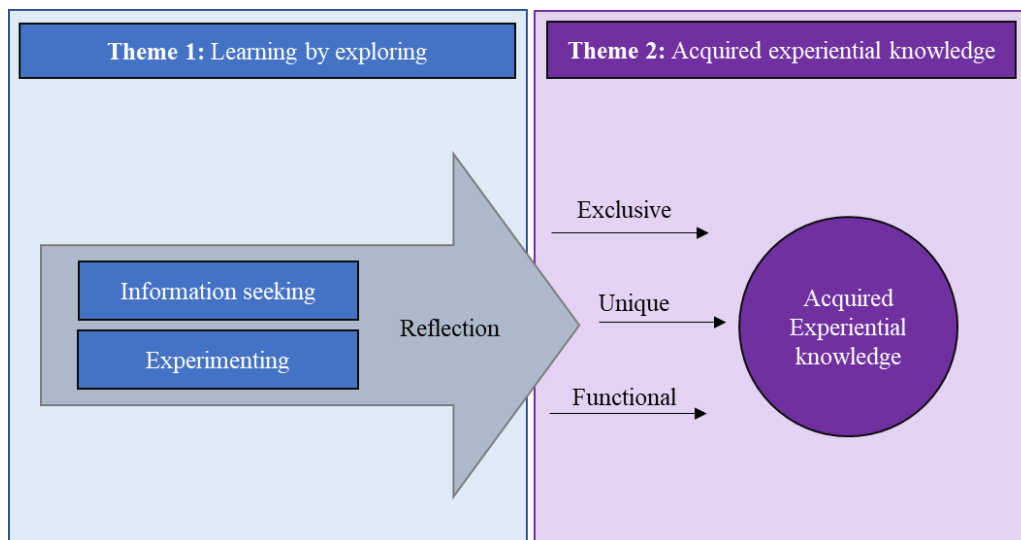 Theme 1: Learning by exploring
Theme 2: Acquired experiential knowledge
Information seeking
Experimenting
Reflection
Exclusive
Unique
Functional
Acquired
Experiential
knowledge